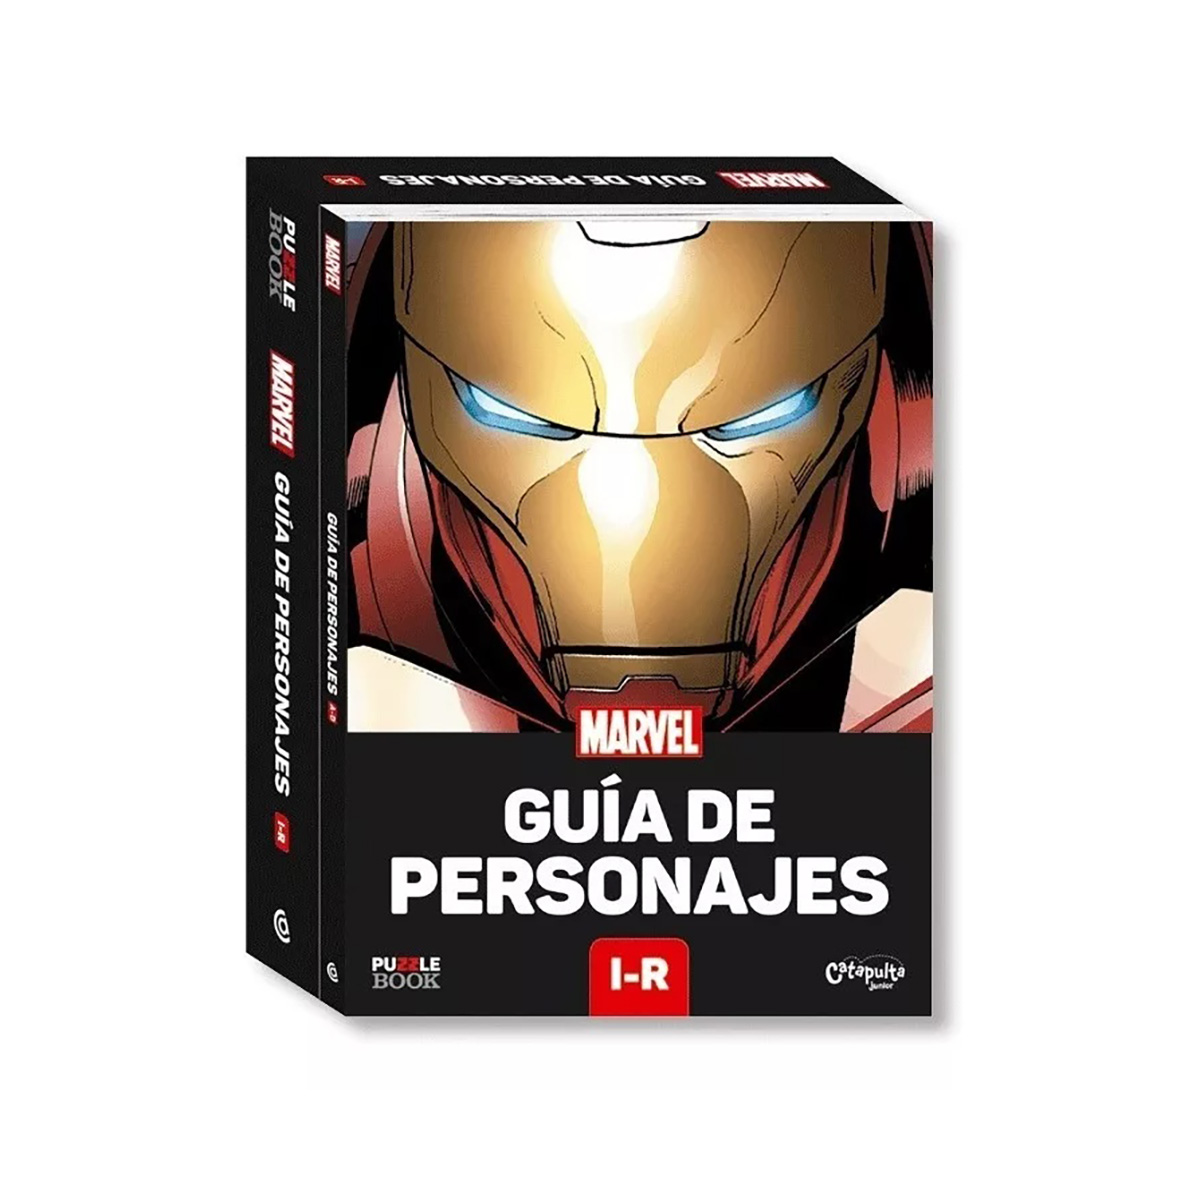 MARVEL
GUÍA DE PERSONAJES
I-R
PUZZLE
BOOK
MARVEL
GUÍA DE PERSONAJES
I-R
MARVEL
GUÍA DE PERSONAJES
A-B
MARVEL
GUÍA DE
PERSONAJES
I-R
PUZZLE
BOOK
Catapulta
junior